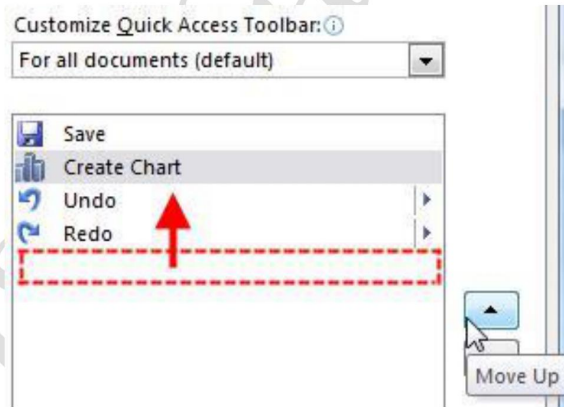 Customize Quick Access Toolbar:
For all documents (default)
Save
Create Chart
Undo
Redo
Move Up